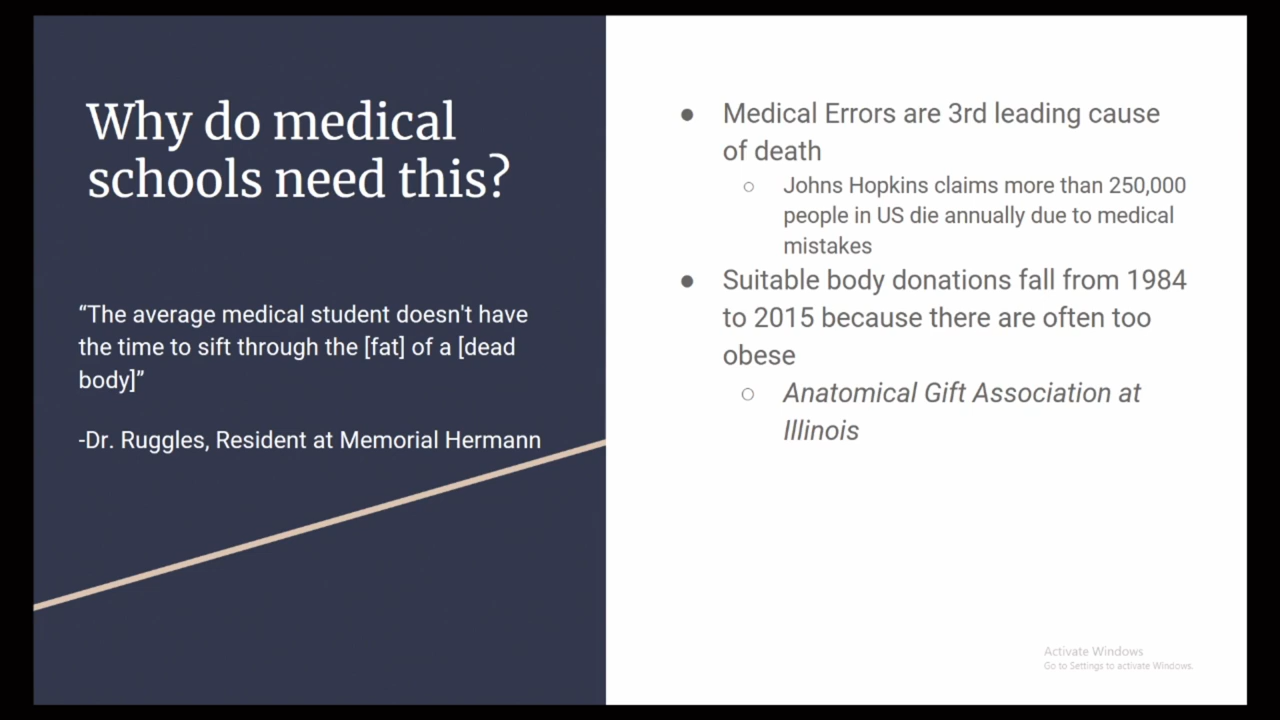 Why do medical
schools need this?
“The average medical student doesn't have
the time to sift through the [fat] of a [dead
body]”
-Dr. Ruggles, Resident at Memorial Hermann
● Medical Errors are 3rd leading cause
of death
○ Johns Hopkins claims more than 250,000
people in US die annually due to medical
mistakes
● Suitable body donations fall from 1984
to 2015 because there are often too
obese
○ Anatomical Gift Association at
Illinois
Activate Windows
Go to Settings to activate Windows.